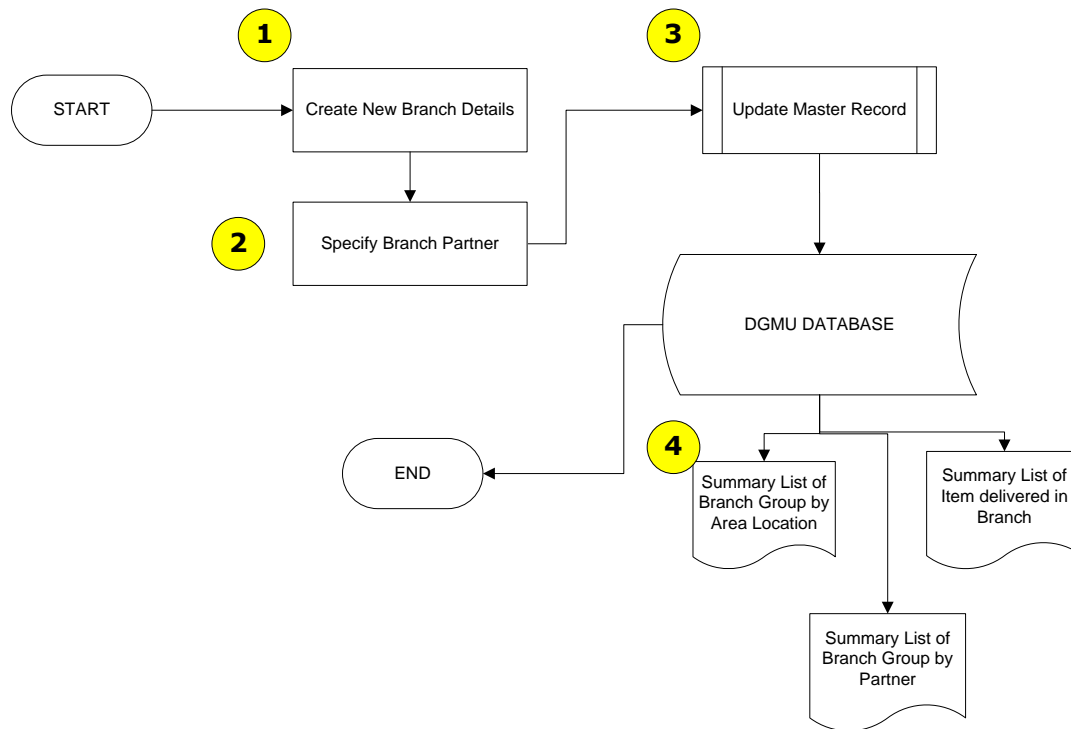 1
3
START
Create New Branch Details
Update Master Record
2
Specify Branch Partner
DGMU DATABASE
4
END
Summary List of
Branch Group by
Area Location
Summary List of
Item delivered in
Branch
Summary List of
Branch Group by
Partner